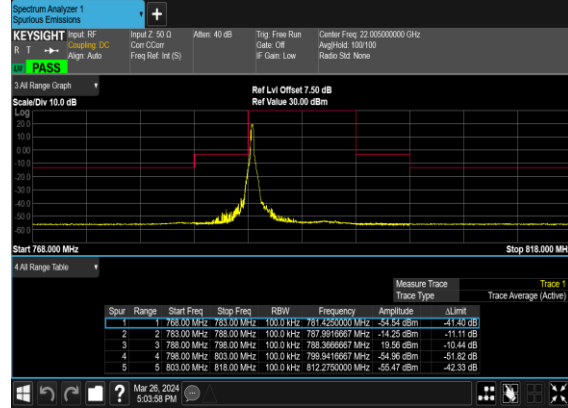 Spectrum Analyzer 1
Spurious Emissions
KEYSIGHT Input: RF Input Z: 50 Ω Atten: 40 dB Trig: Free Run Center Freq: 22.005000000 GHz
R T Coupling: DC Corr CCorr Gate: Off Avg|Hold: 100/100
Align: Auto Freq Ref: Int (S) IF Gain: Low Radio Std: None
PASS
3 All Range Graph
Ref Lvl Offset 7.50 dB
Scale/Div 10.0 dB Ref Value 30.00 dBm
Log
20.0
10.0
0.00
-10.0
-20.0
-30.0
-40.0
-50.0
-60.0
Start 768.000 MHz Stop 818.000 MHz
4 All Range Table
Measure Trace Trace 1
Trace Type Trace Average (Active)
Spur Range Start Freq Stop Freq RBW Frequency Amplitude ΔLimit
1 1 768.00 MHz 783.00 MHz 100.0 kHz 781.4250000 MHz -54.54 dBm -41.40 dB
2 2 783.00 MHz 788.00 MHz 100.0 kHz 787.9916667 MHz -14.25 dBm -11.11 dB
3 3 788.00 MHz 798.00 MHz 100.0 kHz 788.3666667 MHz 19.56 dBm -10.44 dB
4 4 798.00 MHz 803.00 MHz 100.0 kHz 799.9416667 MHz -54.96 dBm -51.82 dB
5 5 803.00 MHz 818.00 MHz 100.0 kHz 812.2750000 MHz -55.47 dBm -42.33 dB
Mar 26, 2024
5:03:58 PM